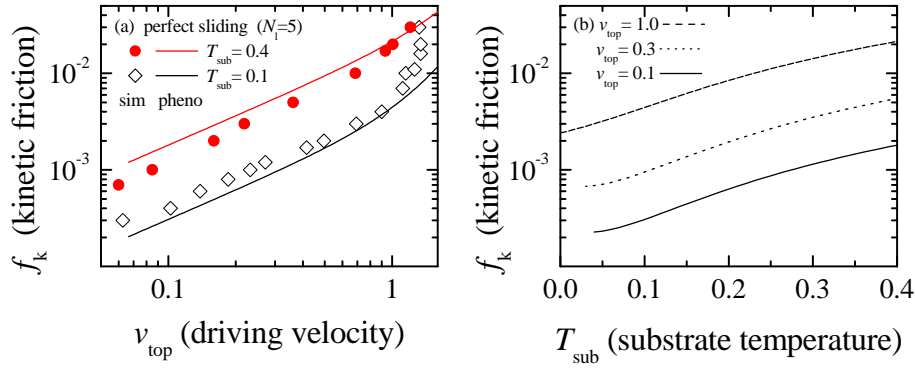 (a) perfect sliding (N_l=5)
T_sub = 0.4
T_sub = 0.1
sim pheno
10^-2
10^-3
f_k (kinetic friction)
0.1 1
v_top (driving velocity)
(b) v_top = 1.0
v_top = 0.3
v_top = 0.1
10^-2
10^-3
f_k (kinetic friction)
0.0 0.1 0.2 0.3 0.4
T_sub (substrate temperature)